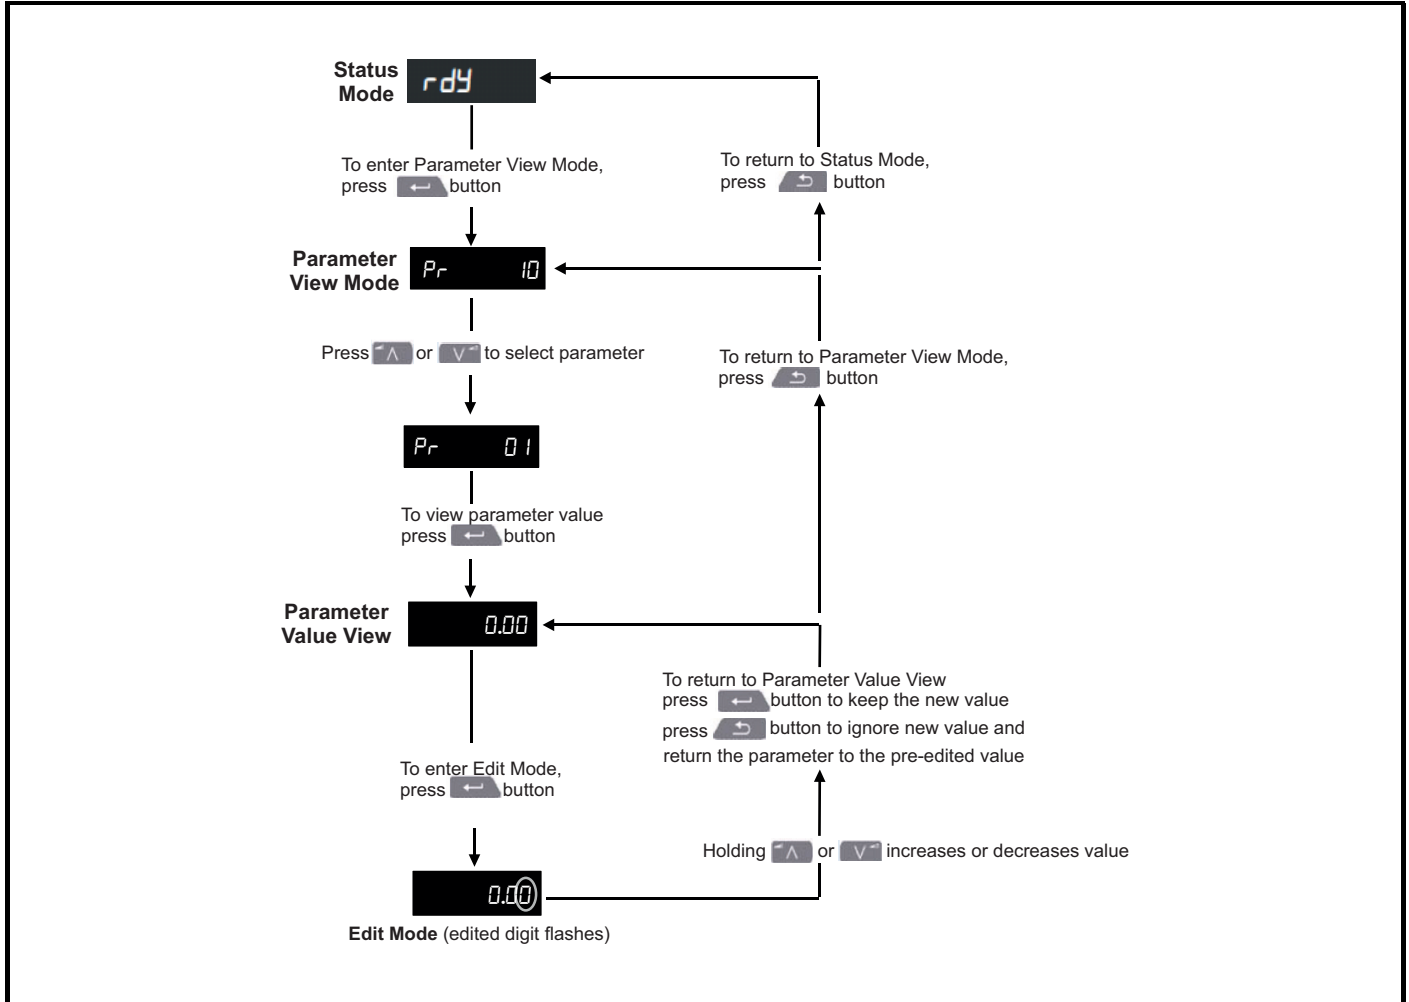 Status
Mode
rdy
To enter Parameter View Mode,
press button
To return to Status Mode,
press button
Parameter
View Mode
Pr 10
Press or to select parameter
To return to Parameter View Mode,
press button
Pr 01
To view parameter value
press button
Parameter
Value View
0.00
To return to Parameter Value View
press button to keep the new value
press button to ignore new value and
return the parameter to the pre-edited value
To enter Edit Mode,
press button
Holding or increases or decreases value
0.00
Edit Mode (edited digit flashes)